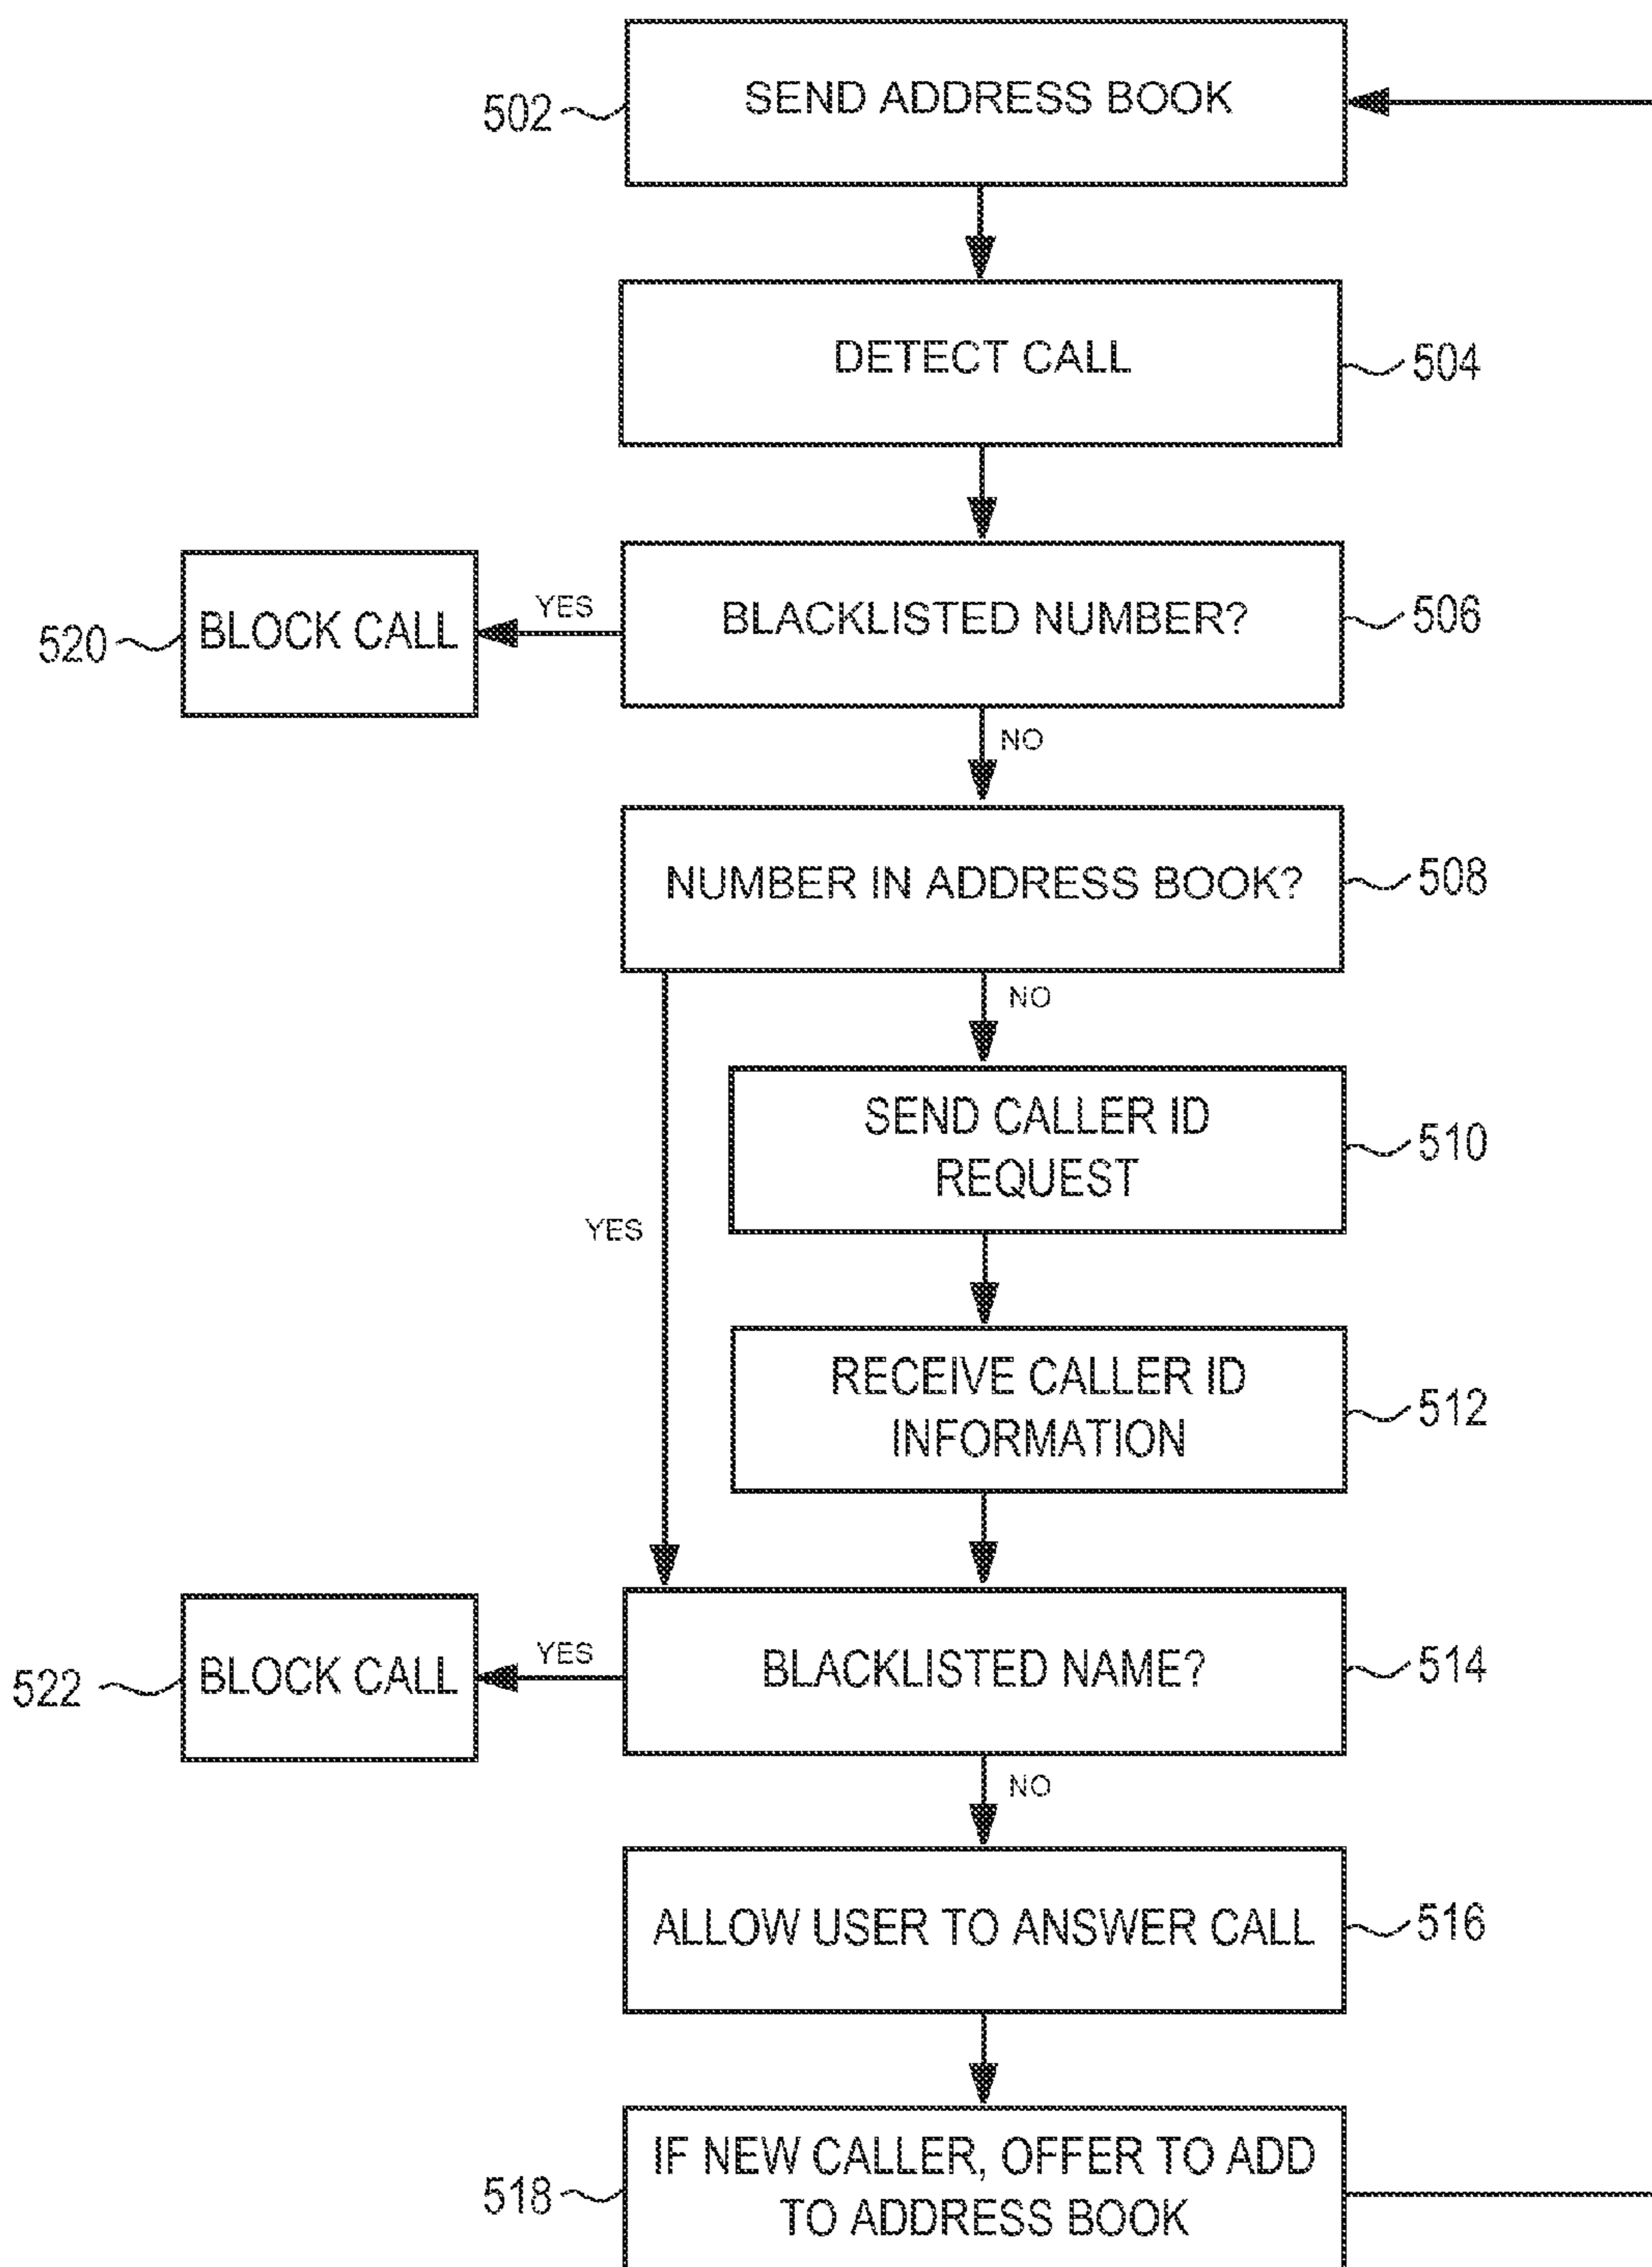 SEND ADDRESS BOOK
502
DETECT CALL
504
BLACKLISTED NUMBER?
506
YES
BLOCK CALL
520
NO
NUMBER IN ADDRESS BOOK?
508
NO
SEND CALLER ID
REQUEST
510
YES
RECEIVE CALLER ID
INFORMATION
512
BLACKLISTED NAME?
514
YES
BLOCK CALL
522
NO
ALLOW USER TO ANSWER CALL
516
IF NEW CALLER, OFFER TO ADD
TO ADDRESS BOOK
518